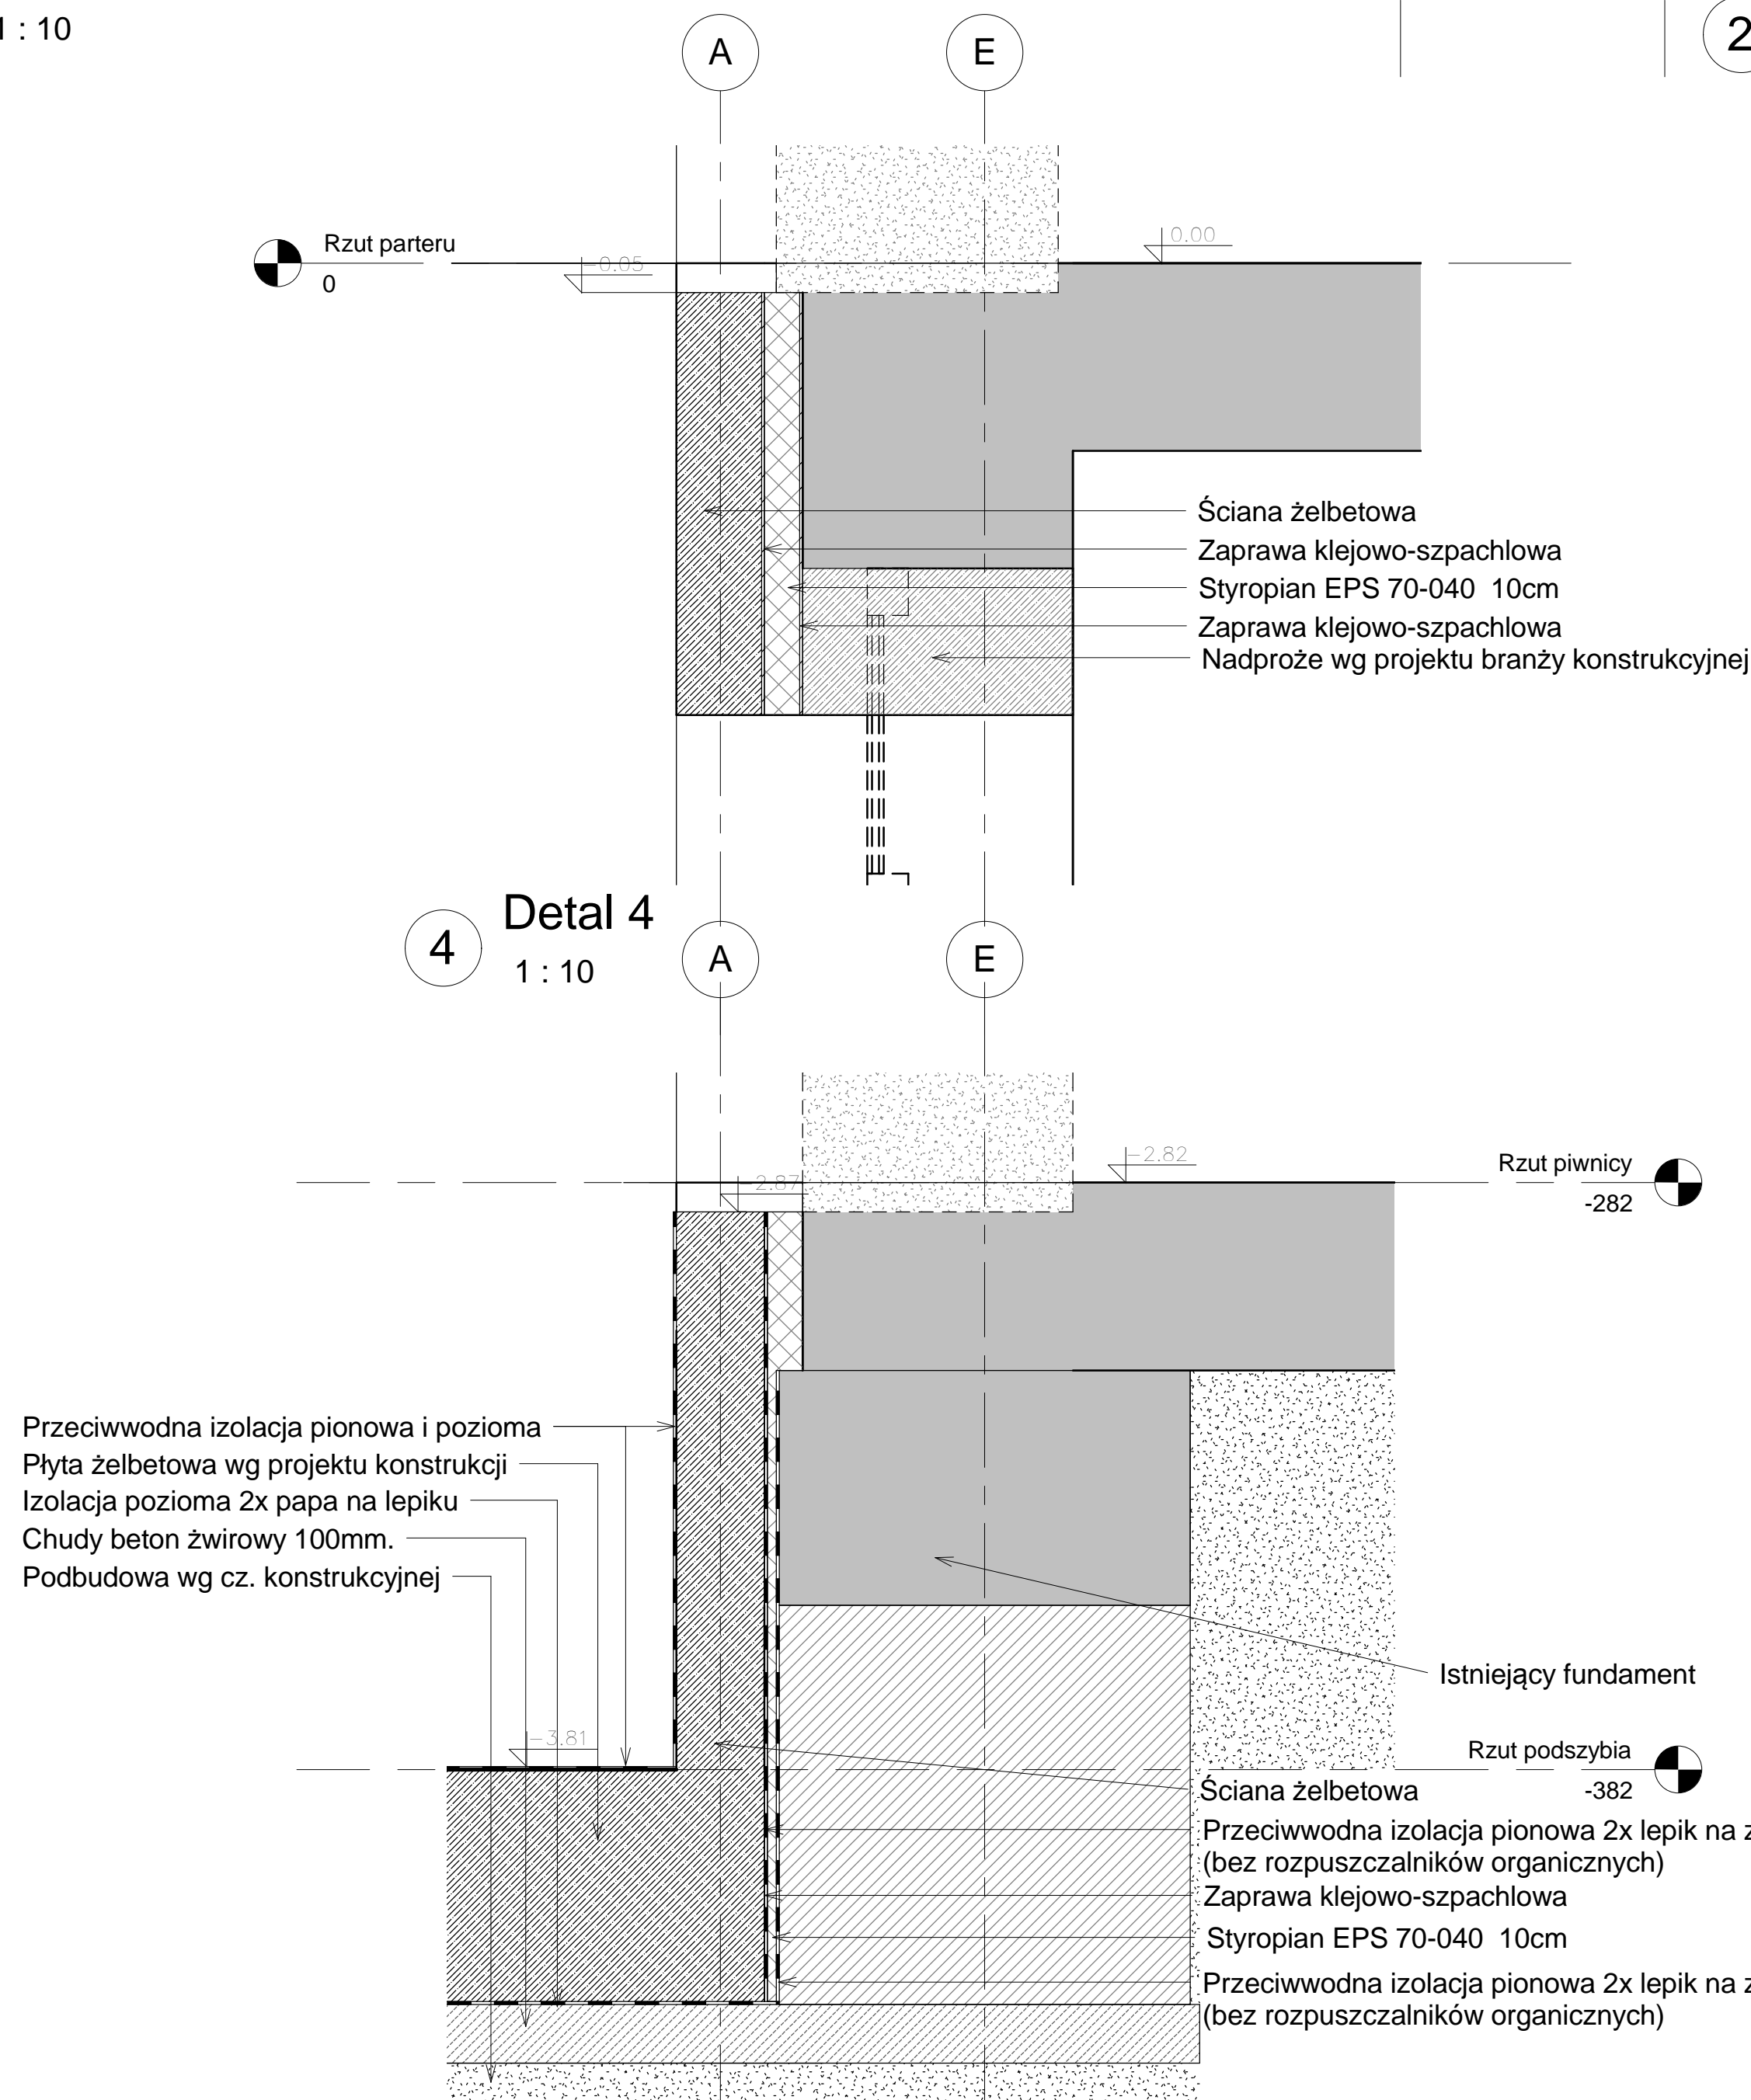 1 : 10
2
A
E
Rzut parteru
0
-0.05
0.00
Ściana żelbetowa
Zaprawa klejowo-szpachlowa
Styropian EPS 70-040 10cm
Zaprawa klejowo-szpachlowa
Nadproże wg projektu branży konstrukcyjnej
4
Detal 4
1 : 10
A
E
-2.87
-2.82
Rzut piwnicy
-282
Przeciwwodna izolacja pionowa i pozioma
Płyta żelbetowa wg projektu konstrukcji
Izolacja pozioma 2x papa na lepiku
Chudy beton żwirowy 100mm.
Podbudowa wg cz. konstrukcyjnej
Istniejący fundament
-3.81
Rzut podszybia
-382
Ściana żelbetowa
Przeciwwodna izolacja pionowa 2x lepik na z
(bez rozpuszczalników organicznych)
Zaprawa klejowo-szpachlowa
Styropian EPS 70-040 10cm
Przeciwwodna izolacja pionowa 2x lepik na z
(bez rozpuszczalników organicznych)